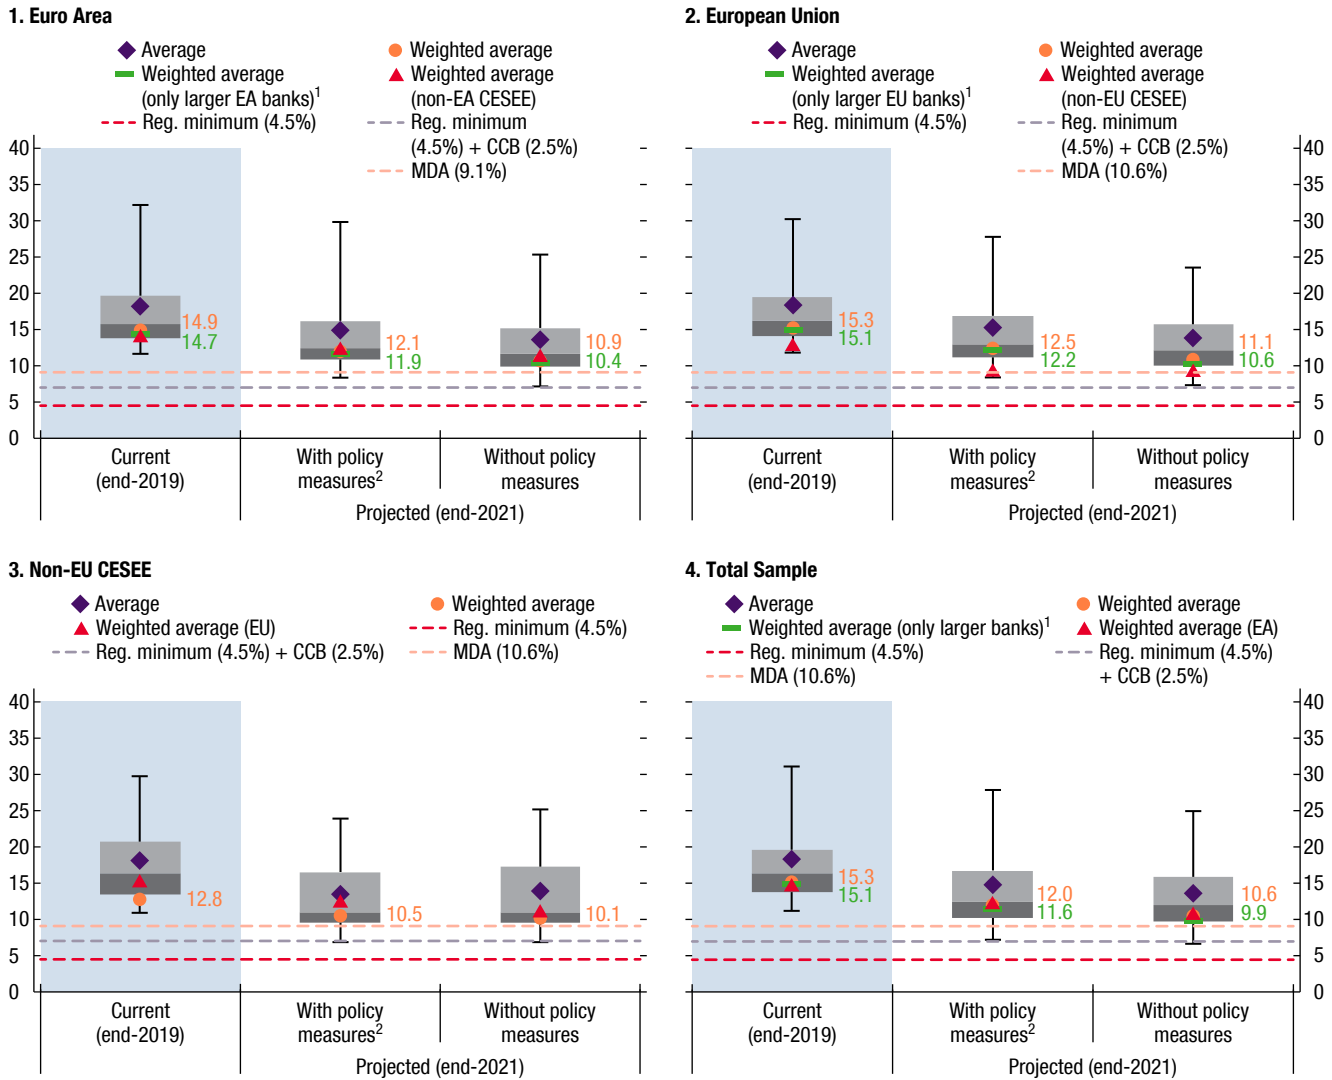 1. Euro Area
Average
Weighted average
Weighted average
(only larger EA banks)1
Weighted average
(non-EA CESEE)
Reg. minimum (4.5%)
Reg. minimum
(4.5%) + CCB (2.5%)
MDA (9.1%)
40
35
30
25
20
15
10
5
0
14.9
14.7
12.1
11.9
10.9
10.4
Current
(end-2019)
With policy
measures2
Without policy
measures
Projected (end-2021)
2. European Union
Average
Weighted average
Weighted average
(only larger EU banks)1
Weighted average
(non-EU CESEE)
Reg. minimum (4.5%)
Reg. minimum
(4.5%) + CCB (2.5%)
MDA (10.6%)
40
35
30
25
20
15
10
5
0
15.3
15.1
12.5
12.2
11.1
10.6
Current
(end-2019)
With policy
measures2
Without policy
measures
Projected (end-2021)
3. Non-EU CESEE
Average
Weighted average
Weighted average (EU)
Reg. minimum (4.5%)
Reg. minimum (4.5%) + CCB (2.5%)
MDA (10.6%)
40
35
30
25
20
15
10
5
0
12.8
10.5
10.1
Current
(end-2019)
With policy
measures2
Without policy
measures
Projected (end-2021)
4. Total Sample
Average
Weighted average
Weighted average (only larger banks)1
Weighted average (EA)
Reg. minimum (4.5%)
Reg. minimum (4.5%)
+ CCB (2.5%)
MDA (10.6%)
40
35
30
25
20
15
10
5
0
15.3
15.1
12.0
11.6
10.6
9.9
Current
(end-2019)
With policy
measures2
Without policy
measures
Projected (end-2021)